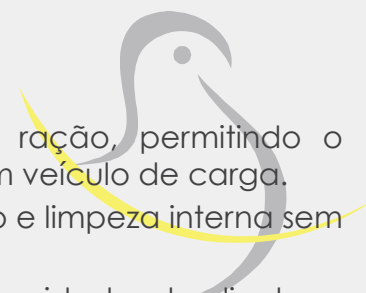 ração, permitindo o
m veículo de carga.
o e limpeza interna sem